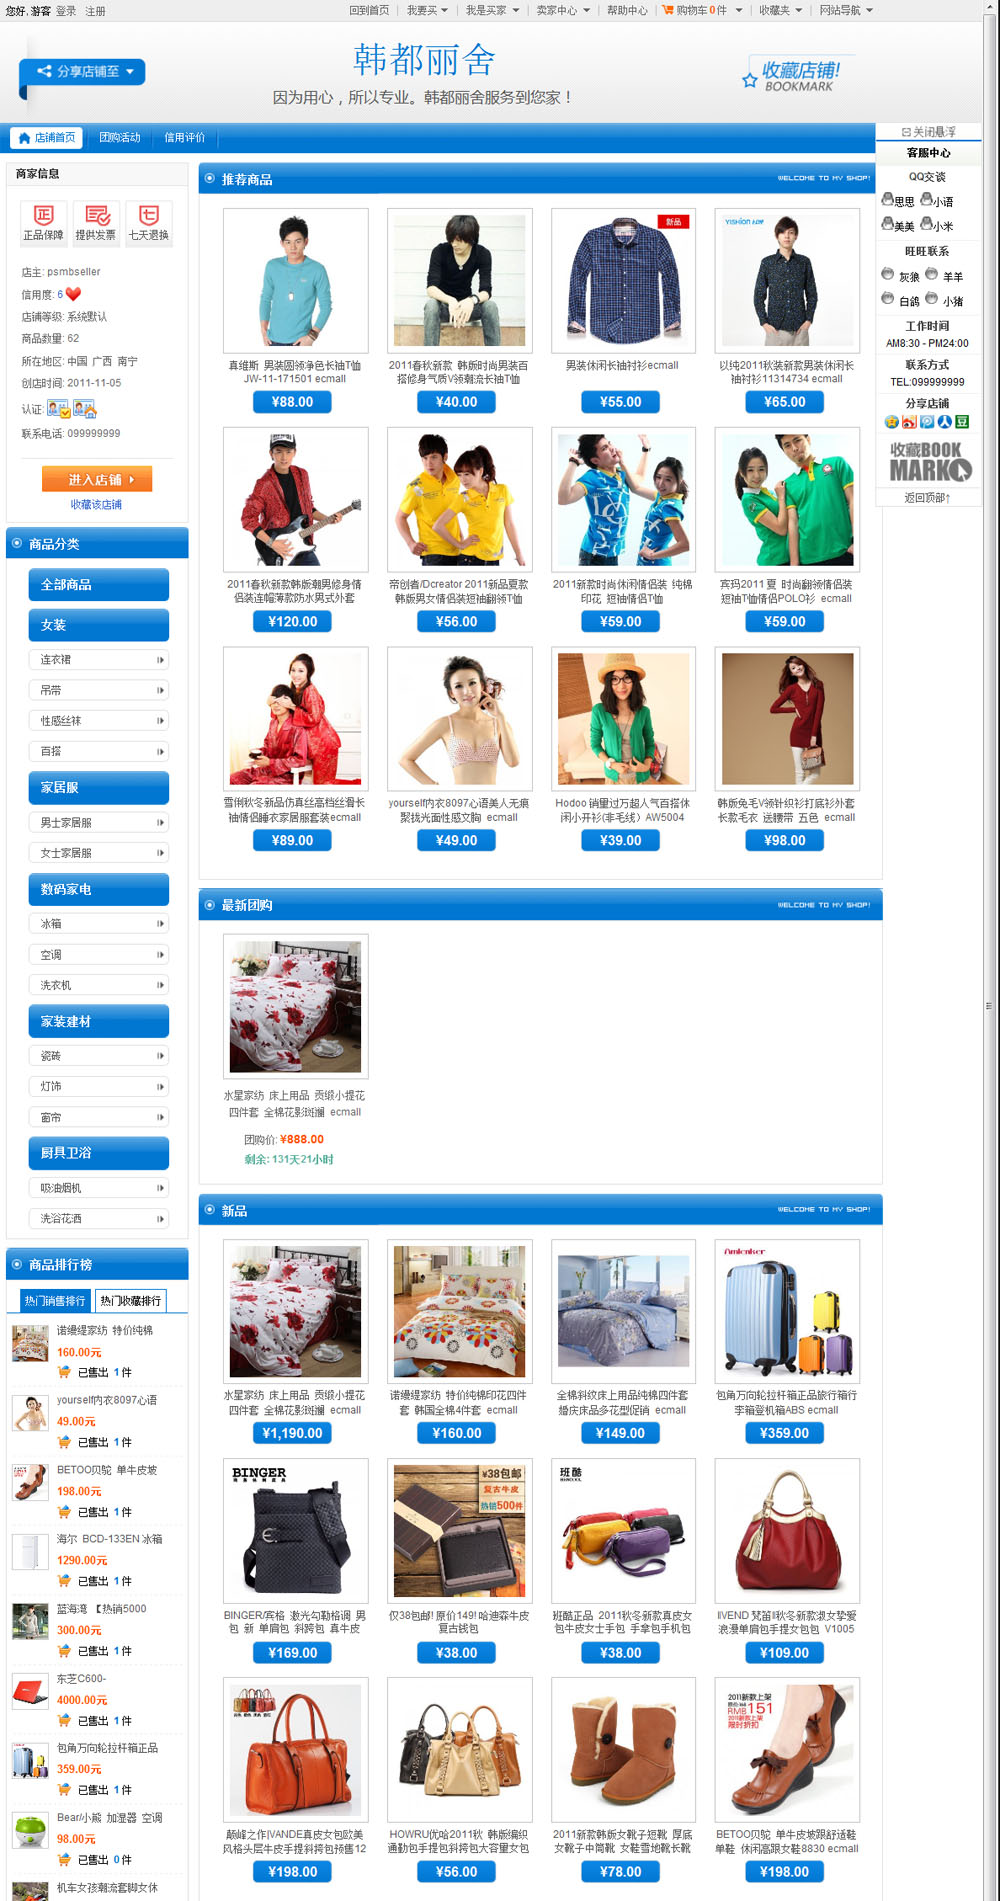 您好, 游客 登录 注册
回到首页 我要买 我是买家 卖家中心 帮助中心 购物车0件 收藏夹 网站导航
分享店铺至
韩都丽舍
因为用心，所以专业。韩都丽舍服务到您家！
收藏店铺!
BOOKMARK
店铺首页 团购活动 信用评价
关闭悬浮
客服中心
QQ交谈
思思 小语
美美 小米
旺旺联系
灰狼 羊羊
白鸽 小猪
工作时间
AM8:30 - PM24:00
联系方式
TEL:099999999
分享店铺
收藏BOOK
MARK
返回顶部↑
商家信息
正品保障 提供发票 七天退换
店主: psmbseller
信用度: 6
店铺等级: 系统默认
商品数量: 62
所在地区: 中国 广西 南宁
创店时间: 2011-11-05
认证:
联系电话: 099999999
进入店铺
收藏该店铺
商品分类
全部商品
女装
连衣裙
吊带
性感丝袜
百搭
家居服
男士家居服
女士家居服
数码家电
冰箱
空调
洗衣机
家装建材
瓷砖
灯饰
窗帘
厨具卫浴
吸油烟机
洗浴花洒
商品排行榜
热门销售排行 热门收藏排行
诺缦缇家纺 特价纯棉
160.00元
已售出 1 件
yourself内衣8097心语
49.00元
已售出 1 件
BETOO贝鸵 单牛皮坡
198.00元
已售出 1 件
海尔 BCD-133EN 冰箱
1290.00元
已售出 1 件
蓝海湾 【热销5000
300.00元
已售出 1 件
东芝C600-
4000.00元
已售出 1 件
包角万向轮拉杆箱正品
359.00元
已售出 1 件
Bear/小熊 加湿器 空调
98.00元
已售出 0 件
机车女孩潮流套脚女休
推荐商品
WELCOME TO MY SHOP!
新品
YISHION
真维斯 男装圆领净色长袖T恤
JW-11-171501 ecmall
¥88.00
2011春秋新款 韩版时尚男装百
搭修身气质V领潮流长袖T恤
¥40.00
男装休闲长袖衬衫ecmall
¥55.00
以纯2011秋装新款男装休闲长
袖衬衫11314734 ecmall
¥65.00
2011春秋新款韩版潮男修身情
侣装连帽薄款防水男式外套
¥120.00
帝创者/Dcreator 2011新品夏款
韩版男女情侣装短袖翻领T恤
¥56.00
2011新款时尚休闲情侣装 纯棉
印花 短袖情侣T恤
¥59.00
宾玛2011 夏 时尚翻领情侣装
短袖T恤情侣POLO衫 ecmall
¥59.00
雪俐秋冬新品仿真丝高档丝滑长
袖情侣睡衣家居服套装ecmall
¥89.00
yourself内衣8097心语美人无痕
聚拢光面性感文胸 ecmall
¥49.00
Hodoo 销量过万超人气百搭休
闲小开衫(非毛线）AW5004
¥39.00
韩版兔毛V领针织衫打底衫外套
长款毛衣 送腰带 五色 ecmall
¥98.00
最新团购
WELCOME TO MY SHOP!
水星家纺 床上用品 贡缎小提花
四件套 全棉花影斑斓 ecmall
团购价: ¥888.00
剩余: 131天21小时
新品
WELCOME TO MY SHOP!
水星家纺 床上用品 贡缎小提花
四件套 全棉花影斑斓 ecmall
¥1,190.00
诺缦缇家纺 特价纯棉印花四件
套 韩国全棉4件套 ecmall
¥160.00
全棉斜纹床上用品纯棉四件套
婚庆床品多花型促销 ecmall
¥149.00
包角万向轮拉杆箱正品旅行箱行
李箱登机箱ABS ecmall
¥359.00
BINGER
¥38包邮
复古牛皮
热销500件
班酷
BINGER/宾格 激光勾勒格调 男
包 新 单肩包 斜跨包 真牛皮
¥169.00
仅38包邮! 原价149! 哈迪森牛皮
复古钱包
¥38.00
班酷正品 2011秋冬新款真皮女
包牛皮女士手包 手拿包手机包
¥38.00
IIVEND 梵笛II秋冬新款淑女挚爱
浪漫单肩包手提女包包 V1005
¥109.00
2011新款上架
RMB151
限时折扣
颠峰之作|VANDE真皮女包欧美
风格头层牛皮手提斜挎包预售12
¥198.00
HOWRU优哈2011秋 韩版编织
通勤包手提包斜挎包大容量女包
¥56.00
2011新款韩版女靴子短靴 厚底
女靴子中筒靴 女鞋雪地靴长靴
¥78.00
BETOO贝鸵 单牛皮坡跟舒适鞋
单鞋 休闲高跟女鞋8830 ecmall
¥198.00